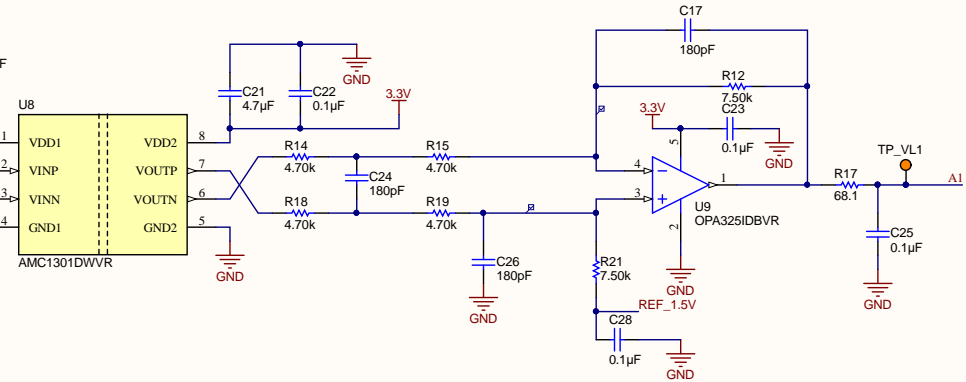 C17
180pF
F
GND
R12
7.50k
C21
4.7µF
C22
0.1µF
3.3V
3.3V
C23
0.1µF
U8
1
VDD1
VDD2
8
2
VINP
VOUTP
7
3
VINN
VOUTN
6
4
GND1
GND2
5
AMC1301DWVR
GND
R14
4.70k
R15
4.70k
C24
180pF
R18
4.70k
R19
4.70k
C26
180pF
GND
5
4
3
1
2
U9
OPA325IDBVR
GND
GND
TP_VL1
R17
68.1
A1
C25
0.1µF
GND
R21
7.50k
REF_1.5V
C28
0.1µF
GND